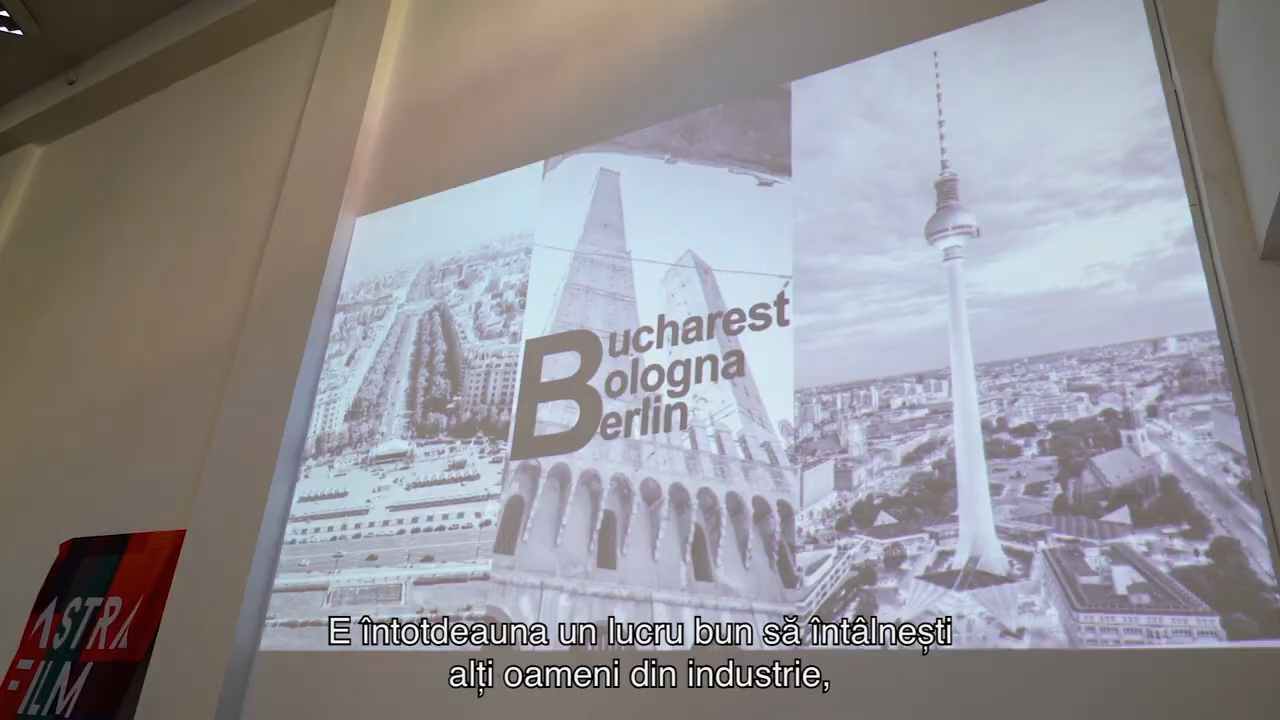 Bucharest
Bologna
Berlin
ASTRA
FILM
E întotdeauna un lucru bun să întâlnești
alți oameni din industrie,